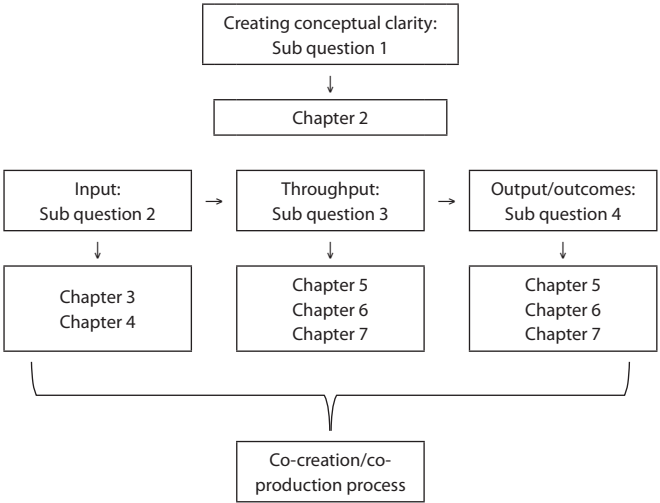 Creating conceptual clarity:
Sub question 1
Chapter 2
Input:
Sub question 2
Throughput:
Sub question 3
Output/outcomes:
Sub question 4
Chapter 3
Chapter 4
Chapter 5
Chapter 6
Chapter 7
Chapter 5
Chapter 6
Chapter 7
Co-creation/co-
production process